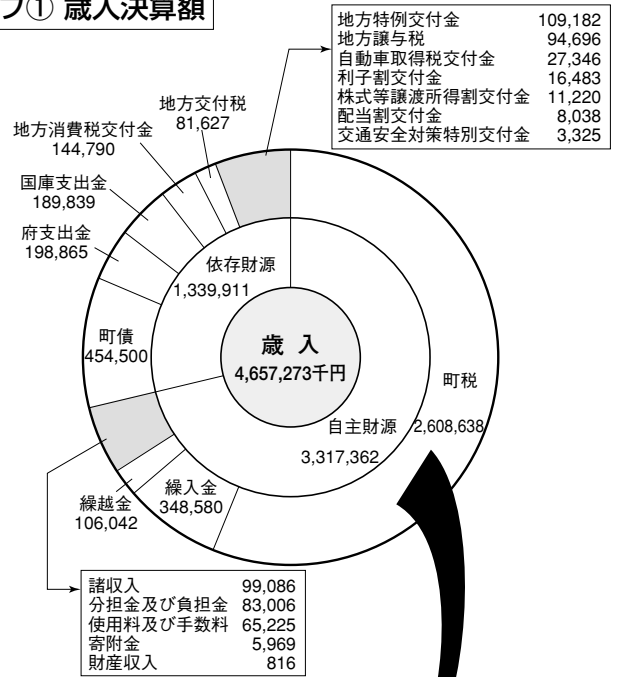 フ① 歳入決算額
地方特例交付金 109,182
地方譲与税 94,696
自動車取得税交付金 27,346
利子割交付金 16,483
株式等譲渡所得割交付金 11,220
配当割交付金 8,038
交通安全対策特別交付金 3,325
地方交付税
81,627
地方消費税交付金
144,790
国庫支出金
189,839
府支出金
198,865
依存財源
1,339,911
町債
454,500
歳 入
4,657,273千円
町税
2,608,638
自主財源
3,317,362
繰入金
348,580
繰越金
106,042
諸収入 99,086
分担金及び負担金 83,006
使用料及び手数料 65,225
寄附金 5,969
財産収入 816